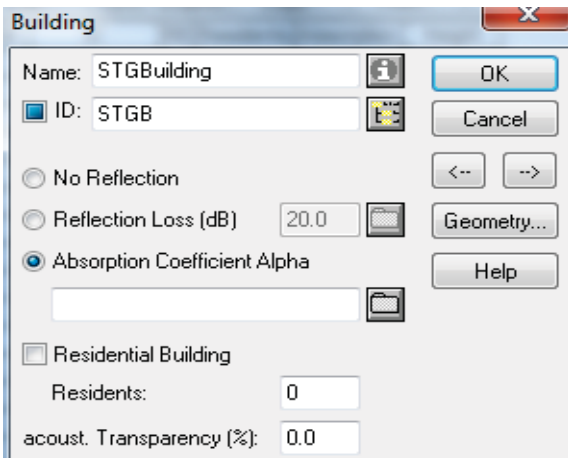 Building
Name: STGBuilding
OK
ID: STGB
Cancel
No Reflection
<-- -->
Reflection Loss (dB) 20.0
Geometry...
Absorption Coefficient Alpha
Help
Residential Building
Residents: 0
acoust. Transparency (%): 0.0